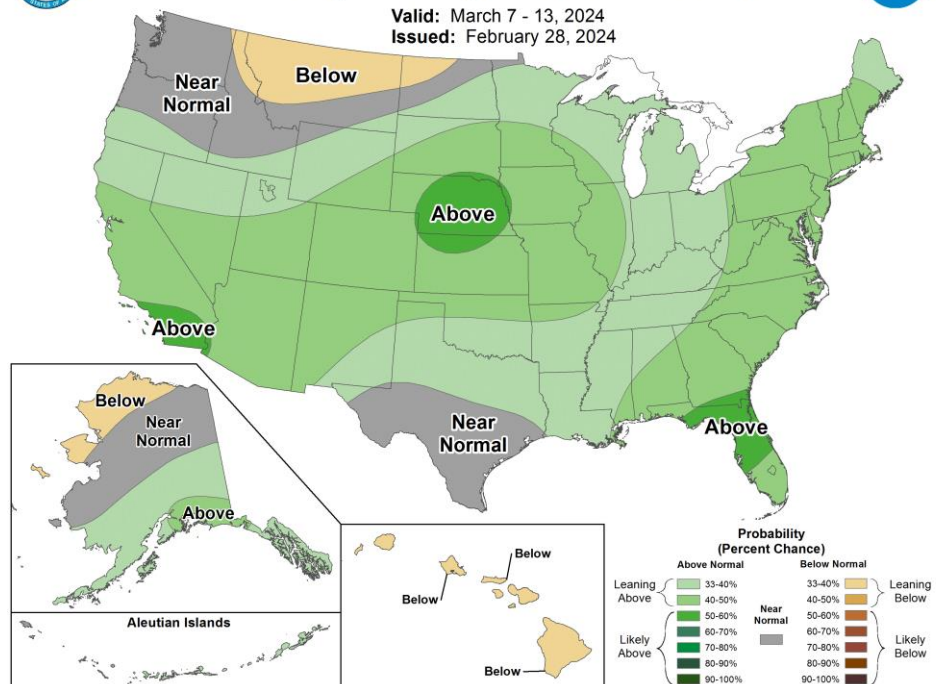 Valid: March 7 - 13, 2024
Issued: February 28, 2024
Near
Normal
Below
Above
Above
Near
Normal
Above
Below
Near
Normal
Above
Aleutian Islands
Below
Below
Below
Probability
(Percent Chance)
Above Normal
Below Normal
Leaning
Above
33-40%
40-50%
Likely
Above
50-60%
60-70%
70-80%
80-90%
90-100%
Near
Normal
33-40%
40-50%
Leaning
Below
50-60%
60-70%
70-80%
80-90%
90-100%
Likely
Below